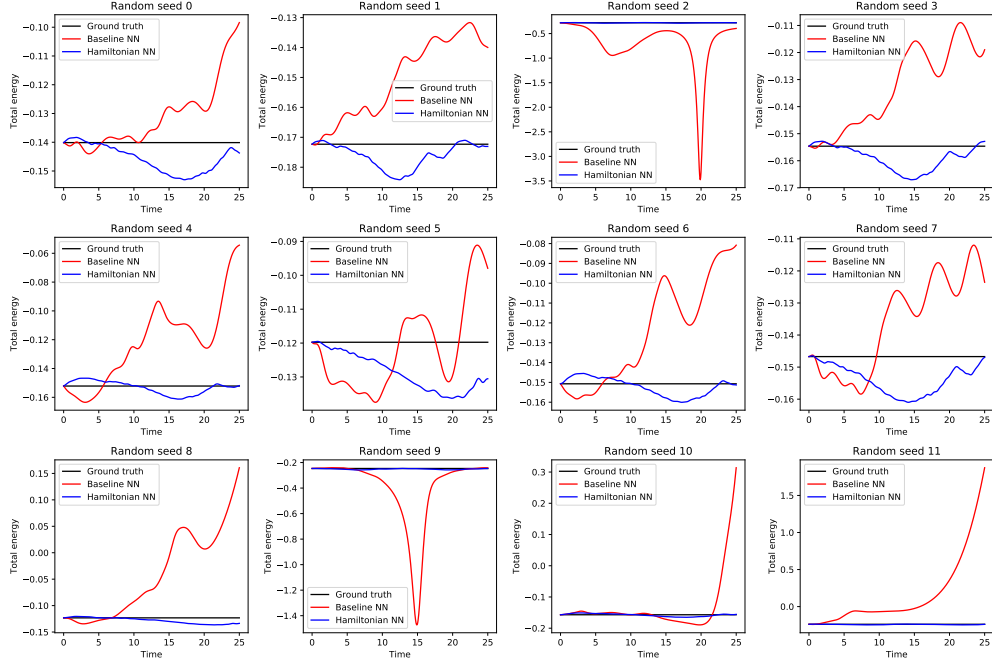 Random seed 0
Total energy
−0.10
−0.11
−0.12
−0.13
−0.14
−0.15
Ground truth
Baseline NN
Hamiltonian NN
0 5 10 15 20 25
Time
Random seed 1
Total energy
−0.13
−0.14
−0.15
−0.16
−0.17
−0.18
Ground truth
Baseline NN
Hamiltonian NN
0 5 10 15 20 25
Time
Random seed 2
Total energy
−0.5
−1.0
−1.5
−2.0
−2.5
−3.0
−3.5
Ground truth
Baseline NN
Hamiltonian NN
0 5 10 15 20 25
Time
Random seed 3
Total energy
−0.11
−0.12
−0.13
−0.14
−0.15
−0.16
−0.17
Ground truth
Baseline NN
Hamiltonian NN
0 5 10 15 20 25
Time
Random seed 4
Total energy
−0.06
−0.08
−0.10
−0.12
−0.14
−0.16
Ground truth
Baseline NN
Hamiltonian NN
0 5 10 15 20 25
Time
Random seed 5
Total energy
−0.09
−0.10
−0.11
−0.12
−0.13
Ground truth
Baseline NN
Hamiltonian NN
0 5 10 15 20 25
Time
Random seed 6
Total energy
−0.08
−0.09
−0.10
−0.11
−0.12
−0.13
−0.14
−0.15
−0.16
Ground truth
Baseline NN
Hamiltonian NN
0 5 10 15 20 25
Time
Random seed 7
Total energy
−0.11
−0.12
−0.13
−0.14
−0.15
−0.16
Ground truth
Baseline NN
Hamiltonian NN
0 5 10 15 20 25
Time
Random seed 8
Total energy
0.15
0.10
0.05
0.00
−0.05
−0.10
−0.15
Ground truth
Baseline NN
Hamiltonian NN
0 5 10 15 20 25
Time
Random seed 9
Total energy
−0.2
−0.4
−0.6
−0.8
−1.0
−1.2
−1.4
Ground truth
Baseline NN
Hamiltonian NN
0 5 10 15 20 25
Time
Random seed 10
Total energy
0.3
0.2
0.1
0.0
−0.1
−0.2
Ground truth
Baseline NN
Hamiltonian NN
0 5 10 15 20 25
Time
Random seed 11
Total energy
1.5
1.0
0.5
0.0
Ground truth
Baseline NN
Hamiltonian NN
0 5 10 15 20 25
Time